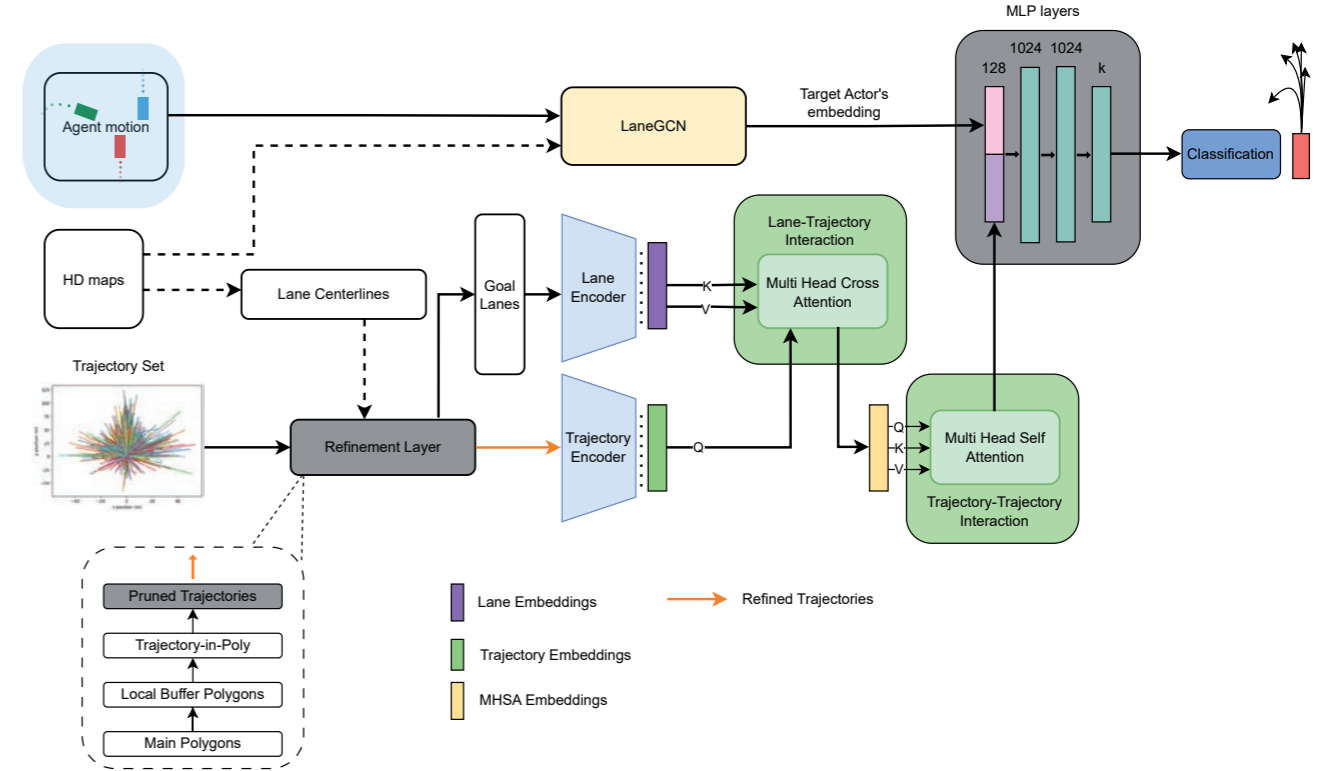 MLP layers
1024 1024
128
k
Agent motion
LaneGCN
Target Actor's
embedding
Classification
HD maps
Lane Centerlines
Goal
Lanes
Lane
Encoder
K
V
Lane-Trajectory
Interaction
Multi Head Cross
Attention
Trajectory Set
Refinement Layer
Trajectory
Encoder
Q
Q
K
V
Multi Head Self
Attention
Trajectory-Trajectory
Interaction
Pruned Trajectories
Trajectory-in-Poly
Local Buffer Polygons
Main Polygons
Lane Embeddings
Refined Trajectories
Trajectory Embeddings
MHSA Embeddings